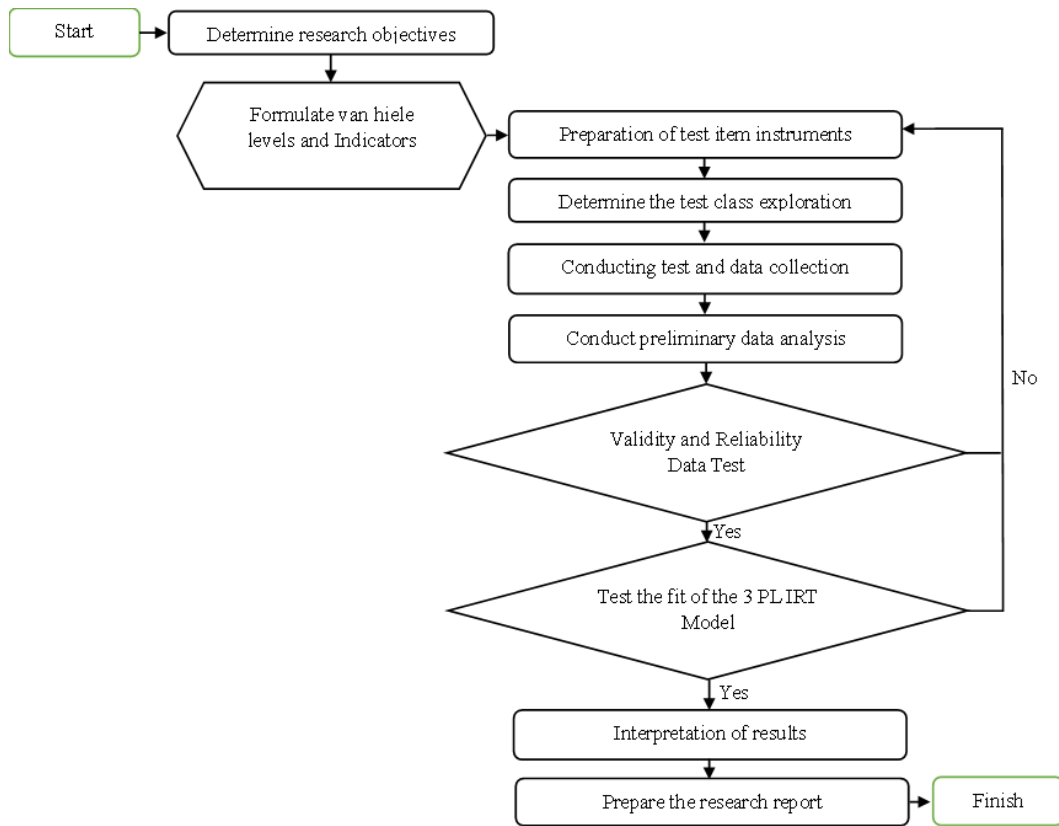 Start
Determine research objectives
Formulate van hiele
levels and Indicators
Preparation of test item instruments
Determine the test class exploration
Conducting test and data collection
Conduct preliminary data analysis
No
Validity and Reliability
Data Test
Yes
Test the fit of the 3 PL IRT
Model
Yes
Interpretation of results
Prepare the research report
Finish